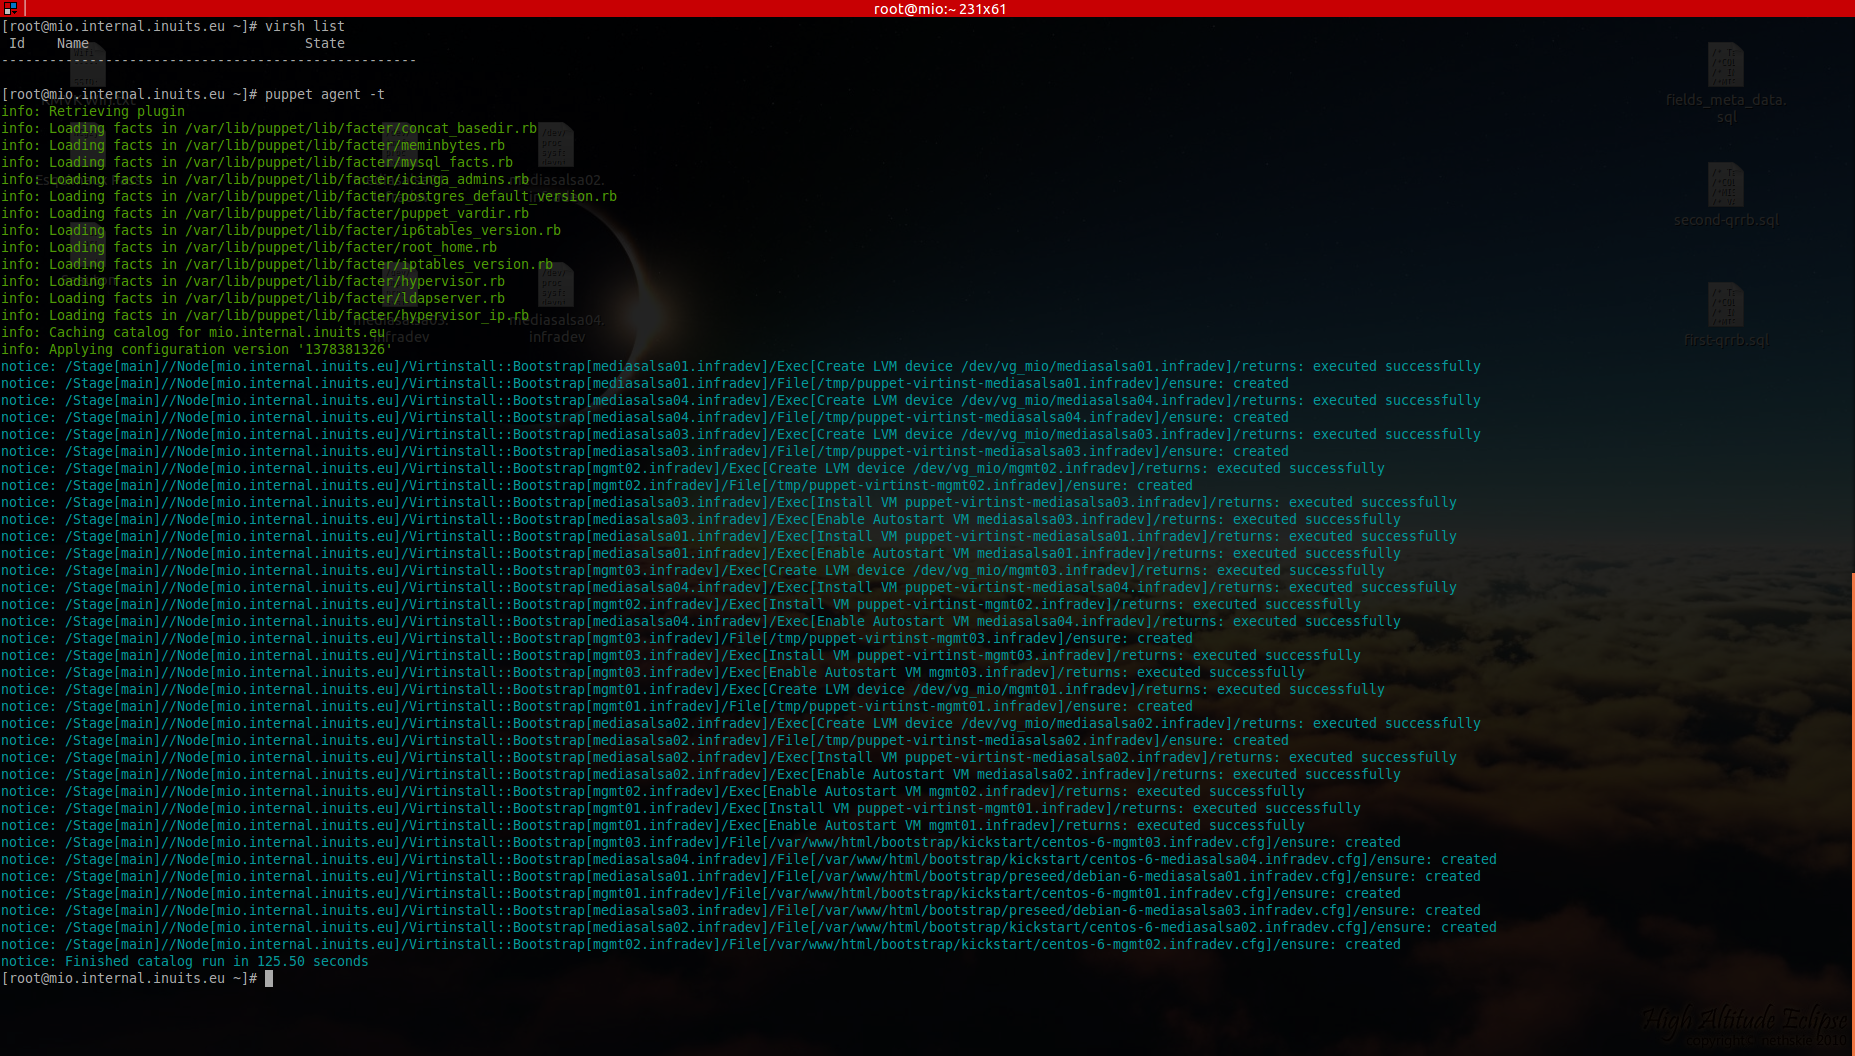 root@mio:~ 231x61
[root@mio.internal.inuits.eu ~]# virsh list
 Id    Name                           State
----------------------------------------------------

[root@mio.internal.inuits.eu ~]# puppet agent -t
info: Retrieving plugin
info: Loading facts in /var/lib/puppet/lib/facter/concat_basedir.rb
info: Loading facts in /var/lib/puppet/lib/facter/meminbytes.rb
info: Loading facts in /var/lib/puppet/lib/facter/mysql_facts.rb
info: Loading facts in /var/lib/puppet/lib/facter/icinga_admins.rb
info: Loading facts in /var/lib/puppet/lib/facter/postgres_default_version.rb
info: Loading facts in /var/lib/puppet/lib/facter/puppet_vardir.rb
info: Loading facts in /var/lib/puppet/lib/facter/ip6tables_version.rb
info: Loading facts in /var/lib/puppet/lib/facter/root_home.rb
info: Loading facts in /var/lib/puppet/lib/facter/iptables_version.rb
info: Loading facts in /var/lib/puppet/lib/facter/hypervisor.rb
info: Loading facts in /var/lib/puppet/lib/facter/ldapserver.rb
info: Loading facts in /var/lib/puppet/lib/facter/hypervisor_ip.rb
info: Caching catalog for mio.internal.inuits.eu
info: Applying configuration version '1378381326'
notice: /Stage[main]//Node[mio.internal.inuits.eu]/Virtinstall::Bootstrap[mediasalsa01.infradev]/Exec[Create LVM device /dev/vg_mio/mediasalsa01.infradev]/returns: executed successfully
notice: /Stage[main]//Node[mio.internal.inuits.eu]/Virtinstall::Bootstrap[mediasalsa01.infradev]/File[/tmp/puppet-virtinst-mediasalsa01.infradev]/ensure: created
notice: /Stage[main]//Node[mio.internal.inuits.eu]/Virtinstall::Bootstrap[mediasalsa04.infradev]/Exec[Create LVM device /dev/vg_mio/mediasalsa04.infradev]/returns: executed successfully
notice: /Stage[main]//Node[mio.internal.inuits.eu]/Virtinstall::Bootstrap[mediasalsa04.infradev]/File[/tmp/puppet-virtinst-mediasalsa04.infradev]/ensure: created
notice: /Stage[main]//Node[mio.internal.inuits.eu]/Virtinstall::Bootstrap[mediasalsa03.infradev]/Exec[Create LVM device /dev/vg_mio/mediasalsa03.infradev]/returns: executed successfully
notice: /Stage[main]//Node[mio.internal.inuits.eu]/Virtinstall::Bootstrap[mediasalsa03.infradev]/File[/tmp/puppet-virtinst-mediasalsa03.infradev]/ensure: created
notice: /Stage[main]//Node[mio.internal.inuits.eu]/Virtinstall::Bootstrap[mgmt02.infradev]/Exec[Create LVM device /dev/vg_mio/mgmt02.infradev]/returns: executed successfully
notice: /Stage[main]//Node[mio.internal.inuits.eu]/Virtinstall::Bootstrap[mgmt02.infradev]/File[/tmp/puppet-virtinst-mgmt02.infradev]/ensure: created
notice: /Stage[main]//Node[mio.internal.inuits.eu]/Virtinstall::Bootstrap[mediasalsa03.infradev]/Exec[Install VM puppet-virtinst-mediasalsa03.infradev]/returns: executed successfully
notice: /Stage[main]//Node[mio.internal.inuits.eu]/Virtinstall::Bootstrap[mediasalsa03.infradev]/Exec[Enable Autostart VM mediasalsa03.infradev]/returns: executed successfully
notice: /Stage[main]//Node[mio.internal.inuits.eu]/Virtinstall::Bootstrap[mediasalsa01.infradev]/Exec[Install VM puppet-virtinst-mediasalsa01.infradev]/returns: executed successfully
notice: /Stage[main]//Node[mio.internal.inuits.eu]/Virtinstall::Bootstrap[mediasalsa01.infradev]/Exec[Enable Autostart VM mediasalsa01.infradev]/returns: executed successfully
notice: /Stage[main]//Node[mio.internal.inuits.eu]/Virtinstall::Bootstrap[mgmt03.infradev]/Exec[Create LVM device /dev/vg_mio/mgmt03.infradev]/returns: executed successfully
notice: /Stage[main]//Node[mio.internal.inuits.eu]/Virtinstall::Bootstrap[mediasalsa04.infradev]/Exec[Install VM puppet-virtinst-mediasalsa04.infradev]/returns: executed successfully
notice: /Stage[main]//Node[mio.internal.inuits.eu]/Virtinstall::Bootstrap[mgmt02.infradev]/Exec[Install VM puppet-virtinst-mgmt02.infradev]/returns: executed successfully
notice: /Stage[main]//Node[mio.internal.inuits.eu]/Virtinstall::Bootstrap[mediasalsa04.infradev]/Exec[Enable Autostart VM mediasalsa04.infradev]/returns: executed successfully
notice: /Stage[main]//Node[mio.internal.inuits.eu]/Virtinstall::Bootstrap[mgmt03.infradev]/File[/tmp/puppet-virtinst-mgmt03.infradev]/ensure: created
notice: /Stage[main]//Node[mio.internal.inuits.eu]/Virtinstall::Bootstrap[mgmt03.infradev]/Exec[Install VM puppet-virtinst-mgmt03.infradev]/returns: executed successfully
notice: /Stage[main]//Node[mio.internal.inuits.eu]/Virtinstall::Bootstrap[mgmt03.infradev]/Exec[Enable Autostart VM mgmt03.infradev]/returns: executed successfully
notice: /Stage[main]//Node[mio.internal.inuits.eu]/Virtinstall::Bootstrap[mgmt01.infradev]/Exec[Create LVM device /dev/vg_mio/mgmt01.infradev]/returns: executed successfully
notice: /Stage[main]//Node[mio.internal.inuits.eu]/Virtinstall::Bootstrap[mgmt01.infradev]/File[/tmp/puppet-virtinst-mgmt01.infradev]/ensure: created
notice: /Stage[main]//Node[mio.internal.inuits.eu]/Virtinstall::Bootstrap[mediasalsa02.infradev]/Exec[Create LVM device /dev/vg_mio/mediasalsa02.infradev]/returns: executed successfully
notice: /Stage[main]//Node[mio.internal.inuits.eu]/Virtinstall::Bootstrap[mediasalsa02.infradev]/File[/tmp/puppet-virtinst-mediasalsa02.infradev]/ensure: created
notice: /Stage[main]//Node[mio.internal.inuits.eu]/Virtinstall::Bootstrap[mediasalsa02.infradev]/Exec[Install VM puppet-virtinst-mediasalsa02.infradev]/returns: executed successfully
notice: /Stage[main]//Node[mio.internal.inuits.eu]/Virtinstall::Bootstrap[mediasalsa02.infradev]/Exec[Enable Autostart VM mediasalsa02.infradev]/returns: executed successfully
notice: /Stage[main]//Node[mio.internal.inuits.eu]/Virtinstall::Bootstrap[mgmt02.infradev]/Exec[Enable Autostart VM mgmt02.infradev]/returns: executed successfully
notice: /Stage[main]//Node[mio.internal.inuits.eu]/Virtinstall::Bootstrap[mgmt01.infradev]/Exec[Install VM puppet-virtinst-mgmt01.infradev]/returns: executed successfully
notice: /Stage[main]//Node[mio.internal.inuits.eu]/Virtinstall::Bootstrap[mgmt01.infradev]/Exec[Enable Autostart VM mgmt01.infradev]/returns: executed successfully
notice: /Stage[main]//Node[mio.internal.inuits.eu]/Virtinstall::Bootstrap[mgmt03.infradev]/File[/var/www/html/bootstrap/kickstart/centos-6-mgmt03.infradev.cfg]/ensure: created
notice: /Stage[main]//Node[mio.internal.inuits.eu]/Virtinstall::Bootstrap[mediasalsa04.infradev]/File[/var/www/html/bootstrap/kickstart/centos-6-mediasalsa04.infradev.cfg]/ensure: created
notice: /Stage[main]//Node[mio.internal.inuits.eu]/Virtinstall::Bootstrap[mediasalsa01.infradev]/File[/var/www/html/bootstrap/preseed/debian-6-mediasalsa01.infradev.cfg]/ensure: created
notice: /Stage[main]//Node[mio.internal.inuits.eu]/Virtinstall::Bootstrap[mgmt01.infradev]/File[/var/www/html/bootstrap/kickstart/centos-6-mgmt01.infradev.cfg]/ensure: created
notice: /Stage[main]//Node[mio.internal.inuits.eu]/Virtinstall::Bootstrap[mediasalsa03.infradev]/File[/var/www/html/bootstrap/preseed/debian-6-mediasalsa03.infradev.cfg]/ensure: created
notice: /Stage[main]//Node[mio.internal.inuits.eu]/Virtinstall::Bootstrap[mediasalsa02.infradev]/File[/var/www/html/bootstrap/kickstart/centos-6-mediasalsa02.infradev.cfg]/ensure: created
notice: /Stage[main]//Node[mio.internal.inuits.eu]/Virtinstall::Bootstrap[mgmt02.infradev]/File[/var/www/html/bootstrap/kickstart/centos-6-mgmt02.infradev.cfg]/ensure: created
notice: Finished catalog run in 125.50 seconds
[root@mio.internal.inuits.eu ~]#
mediasalsa02.
mediasalsa03.
infradev
mediasalsa04.
infradev
fields_meta_data.
sql
second-qrrb.sql
first-qrrb.sql
High Altitude Eclipse